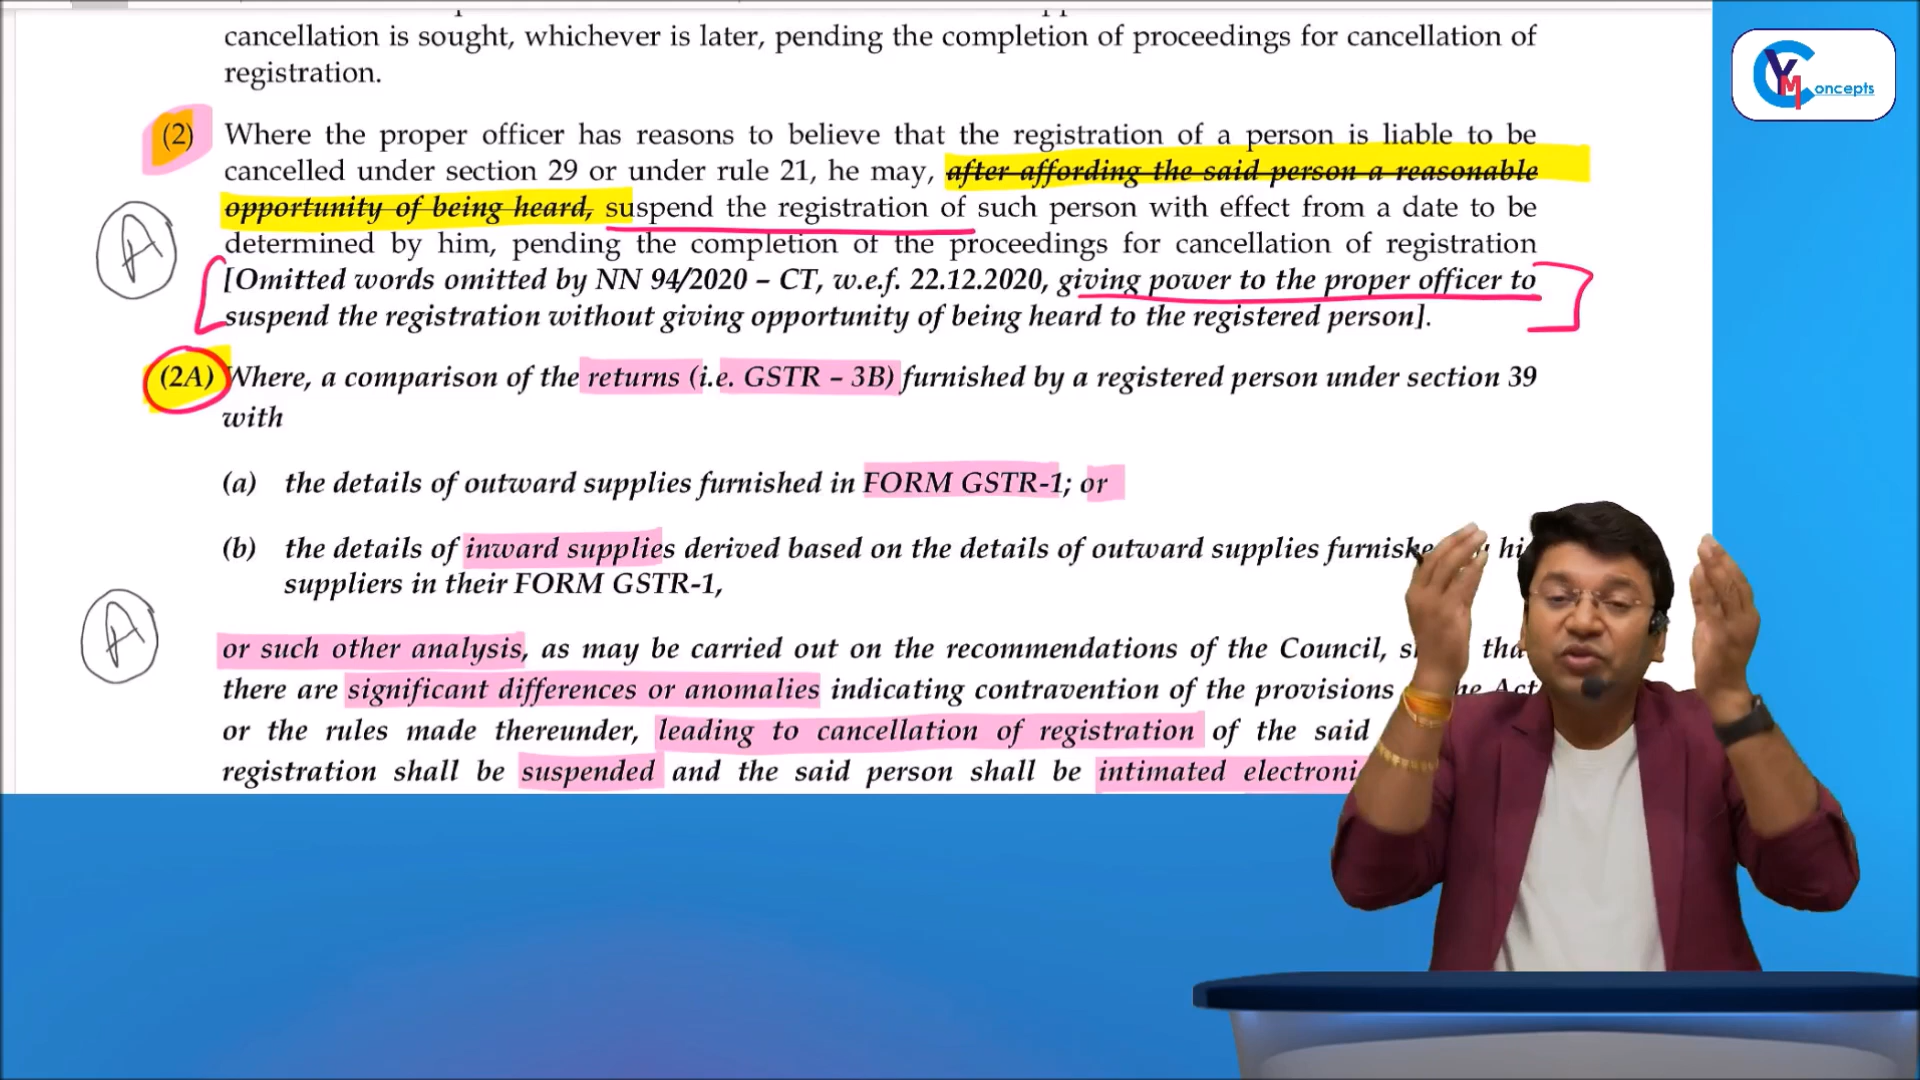 cancellation is sought, whichever is later, pending the completion of proceedings for cancellation of
registration.
(2) Where the proper officer has reasons to believe that the registration of a person is liable to be
cancelled under section 29 or under rule 21, he may, after affording the said person a reasonable
opportunity of being heard, suspend the registration of such person with effect from a date to be
determined by him, pending the completion of the proceedings for cancellation of registration
[Omitted words omitted by NN 94/2020 – CT, w.e.f. 22.12.2020, giving power to the proper officer to
suspend the registration without giving opportunity of being heard to the registered person].
A
(2A) Where, a comparison of the returns (i.e. GSTR – 3B) furnished by a registered person under section 39
with
(a) the details of outward supplies furnished in FORM GSTR-1; or
(b) the details of inward supplies derived based on the details of outward supplies
suppliers in their FORM GSTR-1,
A
or such other analysis, as may be carried out on the recommendations of the Council,
there are significant differences or anomalies indicating contravention of the provisions Act
or the rules made thereunder, leading to cancellation of registration of the said
registration shall be suspended and the said person shall be intimated
CYM oncepts